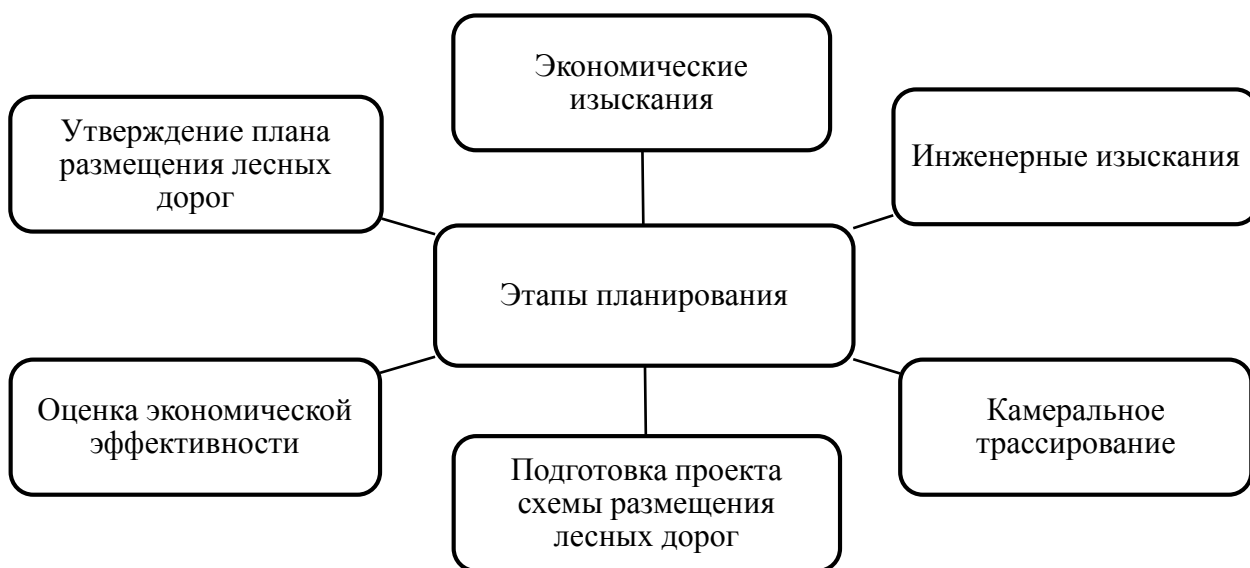 Экономические
изыскания
Инженерные изыскания
Камеральное
трассирование
Подготовка проекта
схемы размещения
лесных дорог
Оценка экономической
эффективности
Утверждение плана
размещения лесных
дорог
Этапы планирования